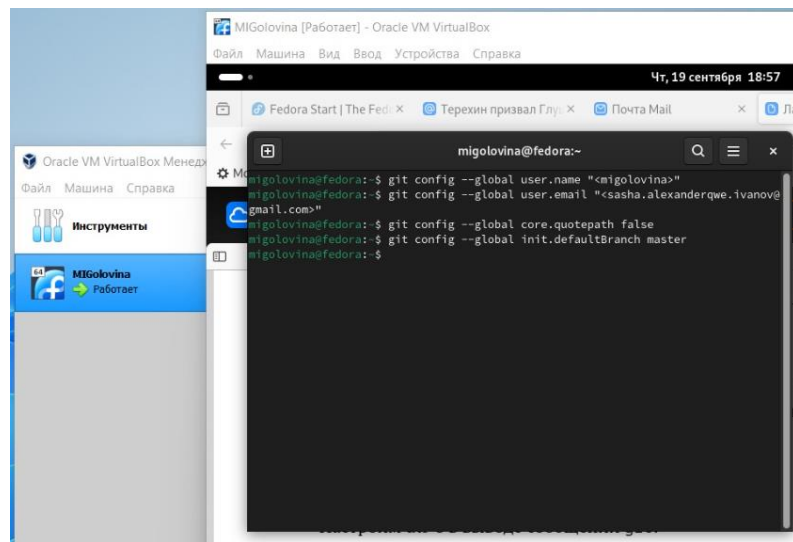 MIGolovina [Работает] - Oracle VM VirtualBox
Файл Машина Вид Ввод Устройства Справка
Чт, 19 сентября 18:57
Fedora Start | The Fed
Терехин призвал Глу
Почта Mail
migolovina@fedora:~
migolovina@fedora:~$ git config --global user.name "<migolovina>"
migolovina@fedora:~$ git config --global user.email "<sasha.alexanderqwe.ivanov@
gmail.com>"
migolovina@fedora:~$ git config --global core.quotepath false
migolovina@fedora:~$ git config --global init.defaultBranch master
migolovina@fedora:~$
Oracle VM VirtualBox Менед
Файл Машина Справка
Инструменты
64
MIGolovina
Работает